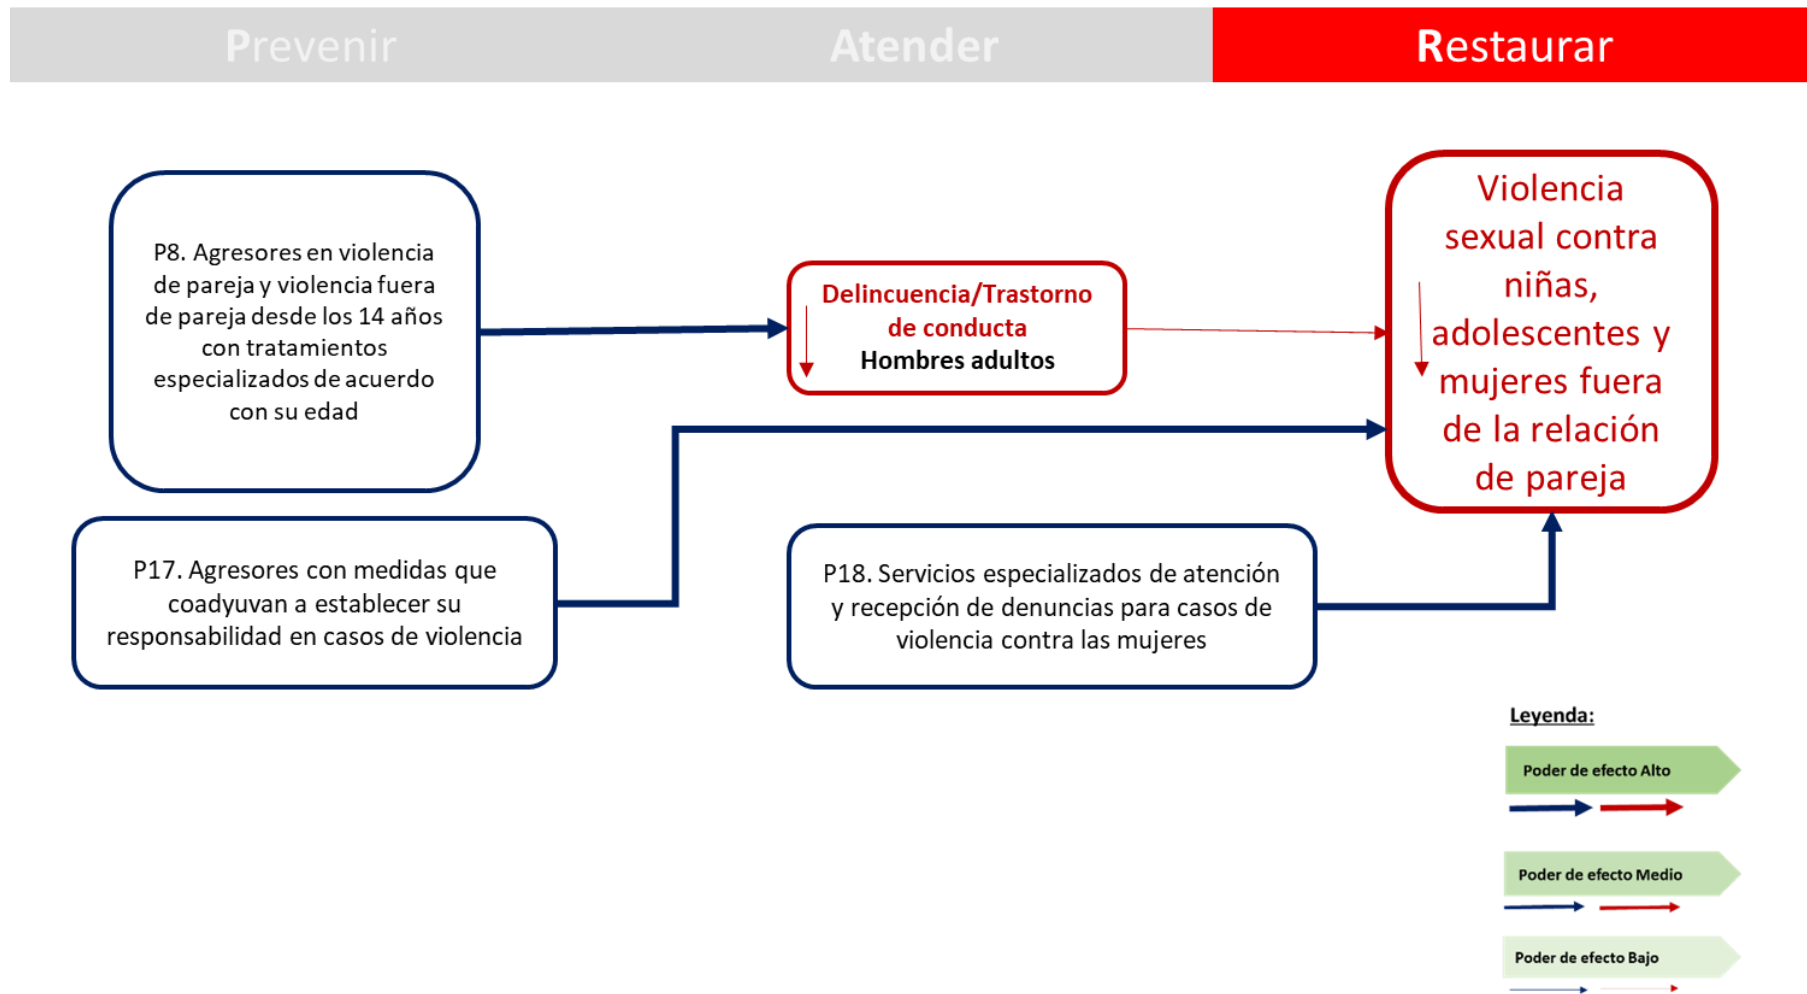 Prevenir
Atender
Restaurar
P8. Agresores en violencia
de pareja y violencia fuera
de pareja desde los 14 años
con tratamientos
especializados de acuerdo
con su edad
Delincuencia/Trastorno
de conducta
Hombres adultos
Violencia
sexual contra
niñas,
adolescentes y
mujeres fuera
de la relación
de pareja
P17. Agresores con medidas que
coadyuvan a establecer su
responsabilidad en casos de violencia
P18. Servicios especializados de atención
y recepción de denuncias para casos de
violencia contra las mujeres
Leyenda:
Poder de efecto Alto
Poder de efecto Medio
Poder de efecto Bajo